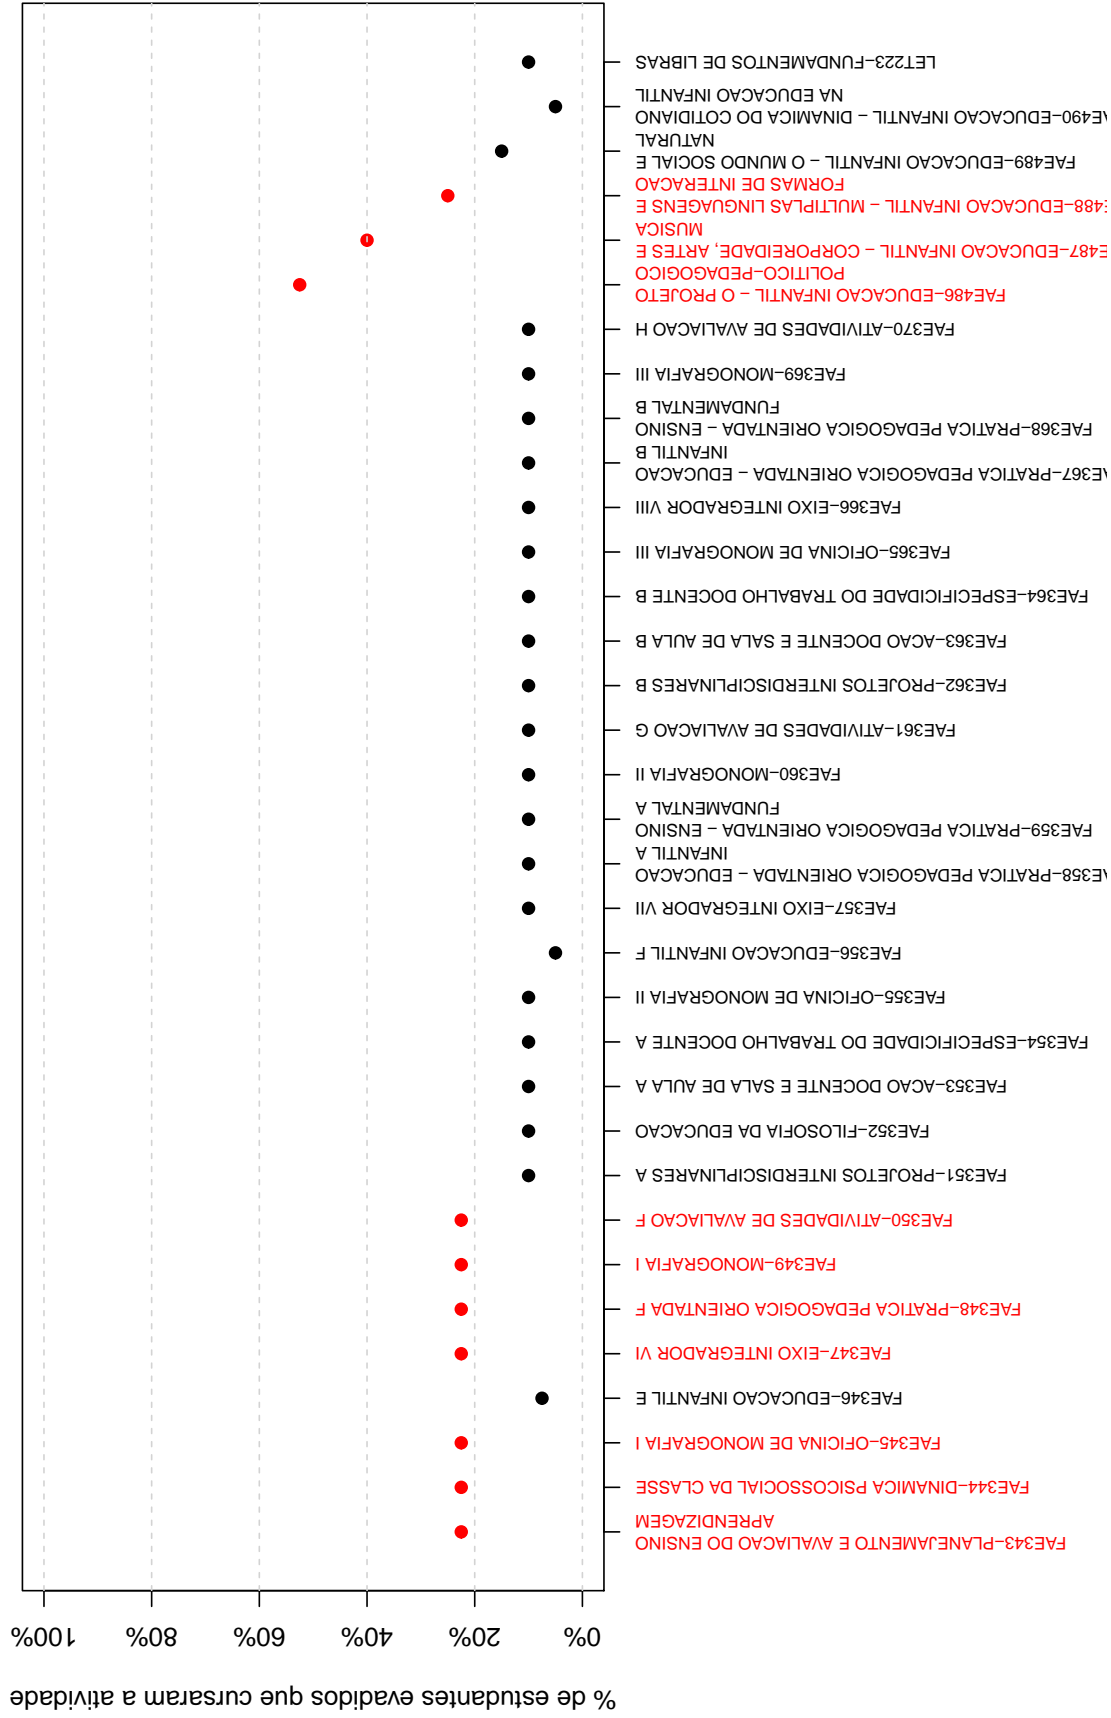 % de estudantes evadidos que cursaram a atividade
0%
20%
40%
60%
80%
100%
FAE343–PLANEJAMENTO E AVALIACAO DO ENSINO
APRENDIZAGEM
FAE344–DINAMICA PSICOSSOCIAL DA CLASSE
FAE345–OFICINA DE MONOGRAFIA I
FAE346–EDUCACAO INFANTIL E
FAE347–EIXO INTEGRADOR VI
FAE348–PRATICA PEDAGOGICA ORIENTADA F
FAE349–MONOGRAFIA I
FAE350–ATIVIDADES DE AVALIACAO F
FAE351–PROJETOS INTERDISCIPLINARES A
FAE352–FILOSOFIA DA EDUCACAO
FAE353–ACAO DOCENTE E SALA DE AULA A
FAE354–ESPECIFICIDADE DO TRABALHO DOCENTE A
FAE355–OFICINA DE MONOGRAFIA II
FAE356–EDUCACAO INFANTIL F
FAE357–EIXO INTEGRADOR VII
AE358–PRATICA PEDAGOGICA ORIENTADA – EDUCACAO
INFANTIL A
FAE359–PRATICA PEDAGOGICA ORIENTADA – ENSINO
FUNDAMENTAL A
FAE360–MONOGRAFIA II
FAE361–ATIVIDADES DE AVALIACAO G
FAE362–PROJETOS INTERDISCIPLINARES B
FAE363–ACAO DOCENTE E SALA DE AULA B
FAE364–ESPECIFICIDADE DO TRABALHO DOCENTE B
FAE365–OFICINA DE MONOGRAFIA III
FAE366–EIXO INTEGRADOR VIII
AE367–PRATICA PEDAGOGICA ORIENTADA – EDUCACAO
INFANTIL B
FAE368–PRATICA PEDAGOGICA ORIENTADA – ENSINO
FUNDAMENTAL B
FAE369–MONOGRAFIA III
FAE370–ATIVIDADES DE AVALIACAO H
FAE486–EDUCACAO INFANTIL – O PROJETO
POLITICO–PEDAGOGICO
E487–EDUCACAO INFANTIL – CORPOREIDADE, ARTES E
MUSICA
E488–EDUCACAO INFANTIL – MULTIPLAS LINGUAGENS E
FORMAS DE INTERACAO
FAE489–EDUCACAO INFANTIL – O MUNDO SOCIAL E
NATURAL
AE490–EDUCACAO INFANTIL – DINAMICA DO COTIDIANO
NA EDUCACAO INFANTIL
LET223–FUNDAMENTOS DE LIBRAS